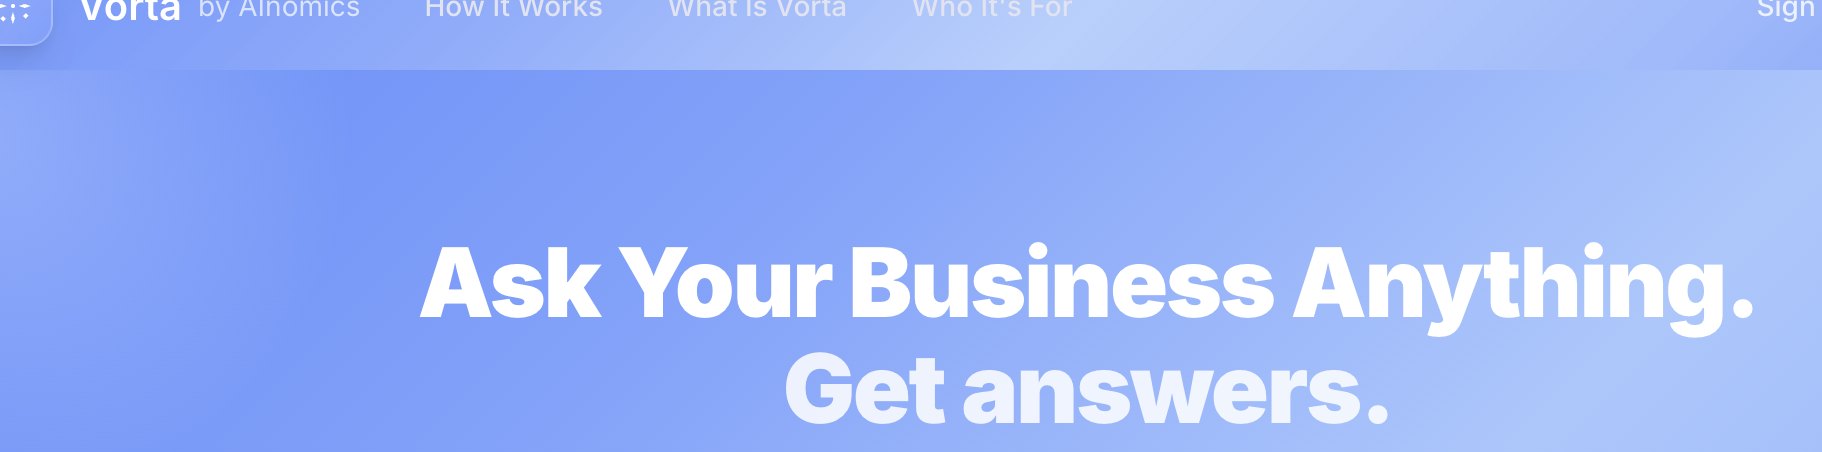 Vorta by AInomics How It Works What Is Vorta Who It's For Sign
Ask Your Business Anything.
Get answers.